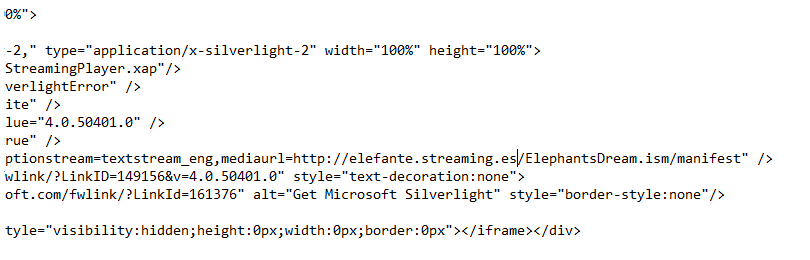 0%">
-2," type="application/x-silverlight-2" width="100%" height="100%">
StreamingPlayer.xap"/>
verlightError" />
ite" />
lue="4.0.50401.0" />
rue" />
ptionstream=textstream_eng,mediaurl=http://elefante.streaming.es/ElephantsDream.ism/manifest" />
wlink/?LinkID=149156&v=4.0.50401.0" style="text-decoration:none">
oft.com/fwlink/?LinkId=161376" alt="Get Microsoft Silverlight" style="border-style:none"/>
tyle="visibility:hidden;height:0px;width:0px;border:0px"></iframe></div>